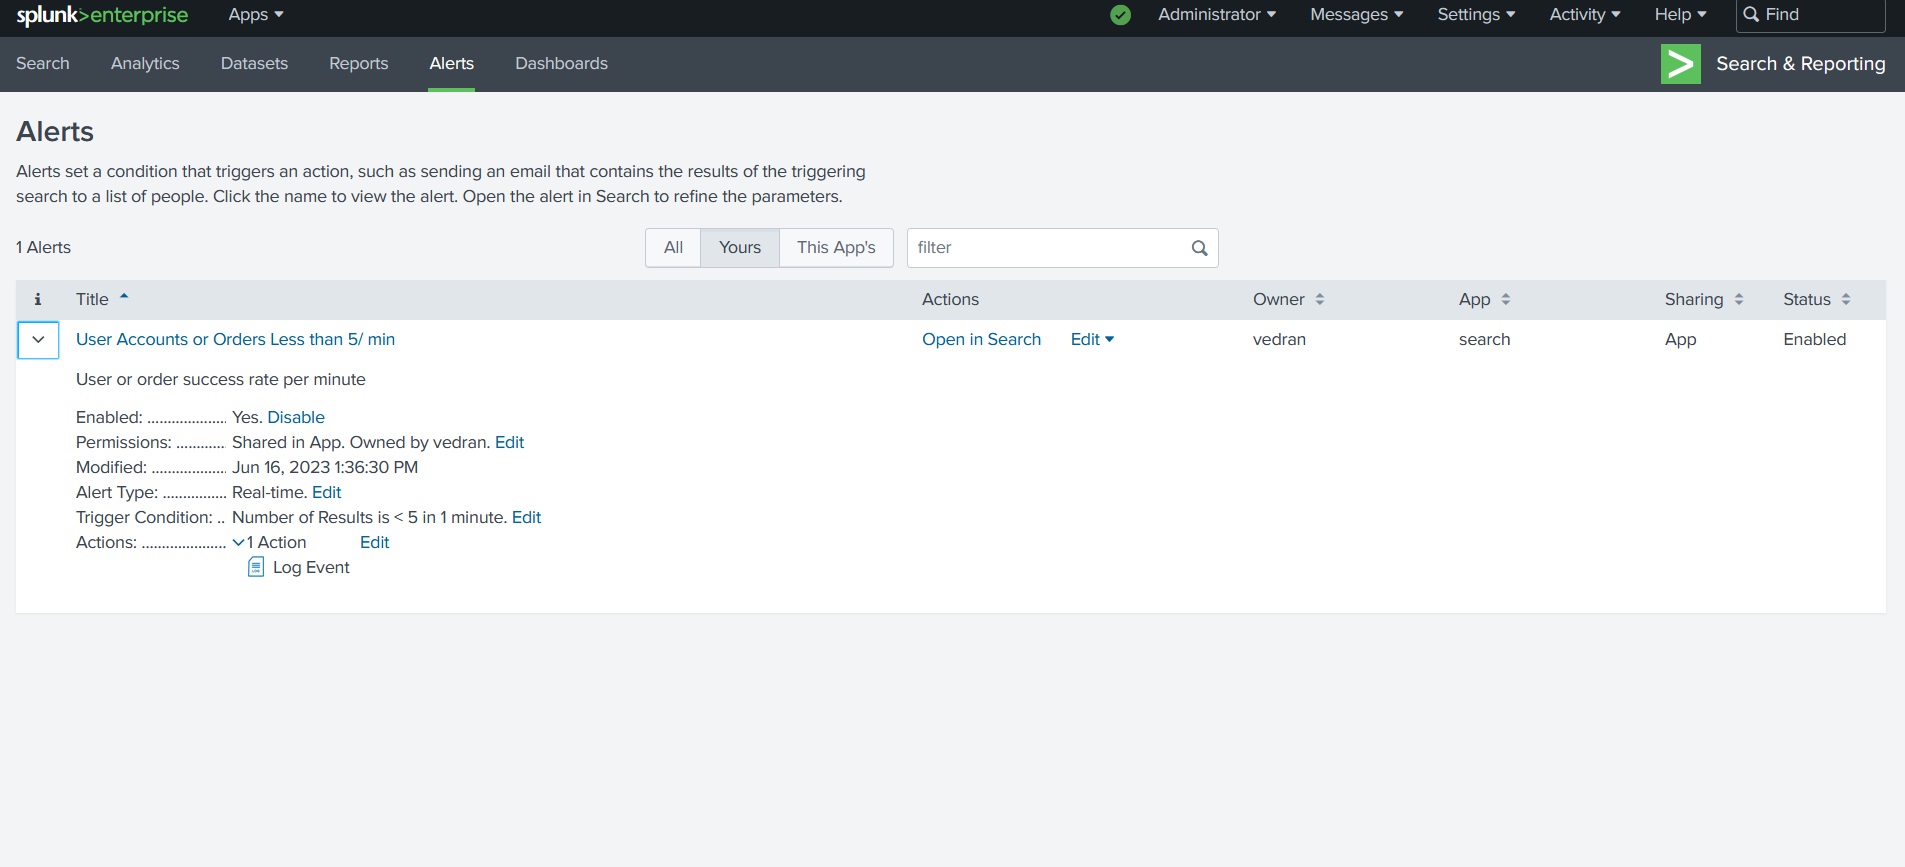 splunk>enterprise Apps Administrator Messages Settings Activity Help Find
Search Analytics Datasets Reports Alerts Dashboards > Search & Reporting
Alerts
Alerts set a condition that triggers an action, such as sending an email that contains the results of the triggering
search to a list of people. Click the name to view the alert. Open the alert in Search to refine the parameters.
1 Alerts All Yours This App's filter
i Title Actions Owner App Sharing Status
User Accounts or Orders Less than 5/ min Open in Search Edit vedran search App Enabled
User or order success rate per minute
Enabled: ................... Yes. Disable
Permissions: ............ Shared in App. Owned by vedran. Edit
Modified: .................. Jun 16, 2023 1:36:30 PM
Alert Type: ................ Real-time. Edit
Trigger Condition: .. Number of Results is < 5 in 1 minute. Edit
Actions: ..................... 1 Action Edit
Log Event